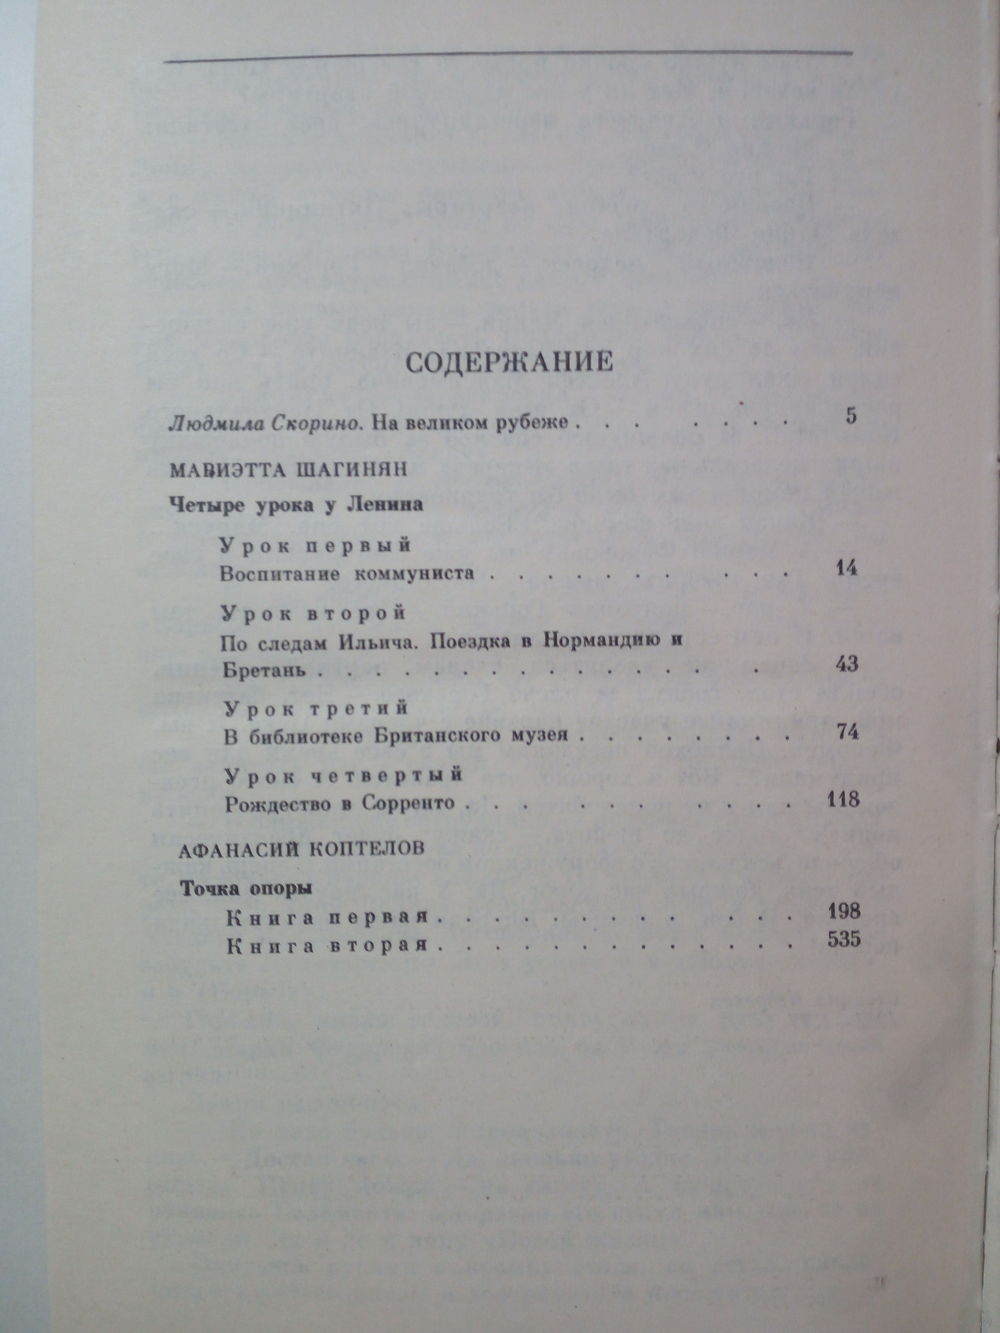 СОДЕРЖАНИЕ
Людмила Скорино. На великом рубеже . . . . . . . 5
МАВИЭТТА ШАГИНЯН
Четыре урока у Ленина
Урок первый
Воспитание коммуниста . . . . . . . . . . 14
Урок второй
По следам Ильича. Поездка в Нормандию и
Бретань . . . . . . . . . . . . . . . 43
Урок третий
В библиотеке Британского музея . . . . . . . . 74
Урок четвертый
Рождество в Сорренто . . . . . . . . . . . 118
АФАНАСИЙ КОПТЕЛОВ
Точка опоры
Книга первая . . . . . . . . . . . . 198
Книга вторая . . . . . . . . . . . . . 535